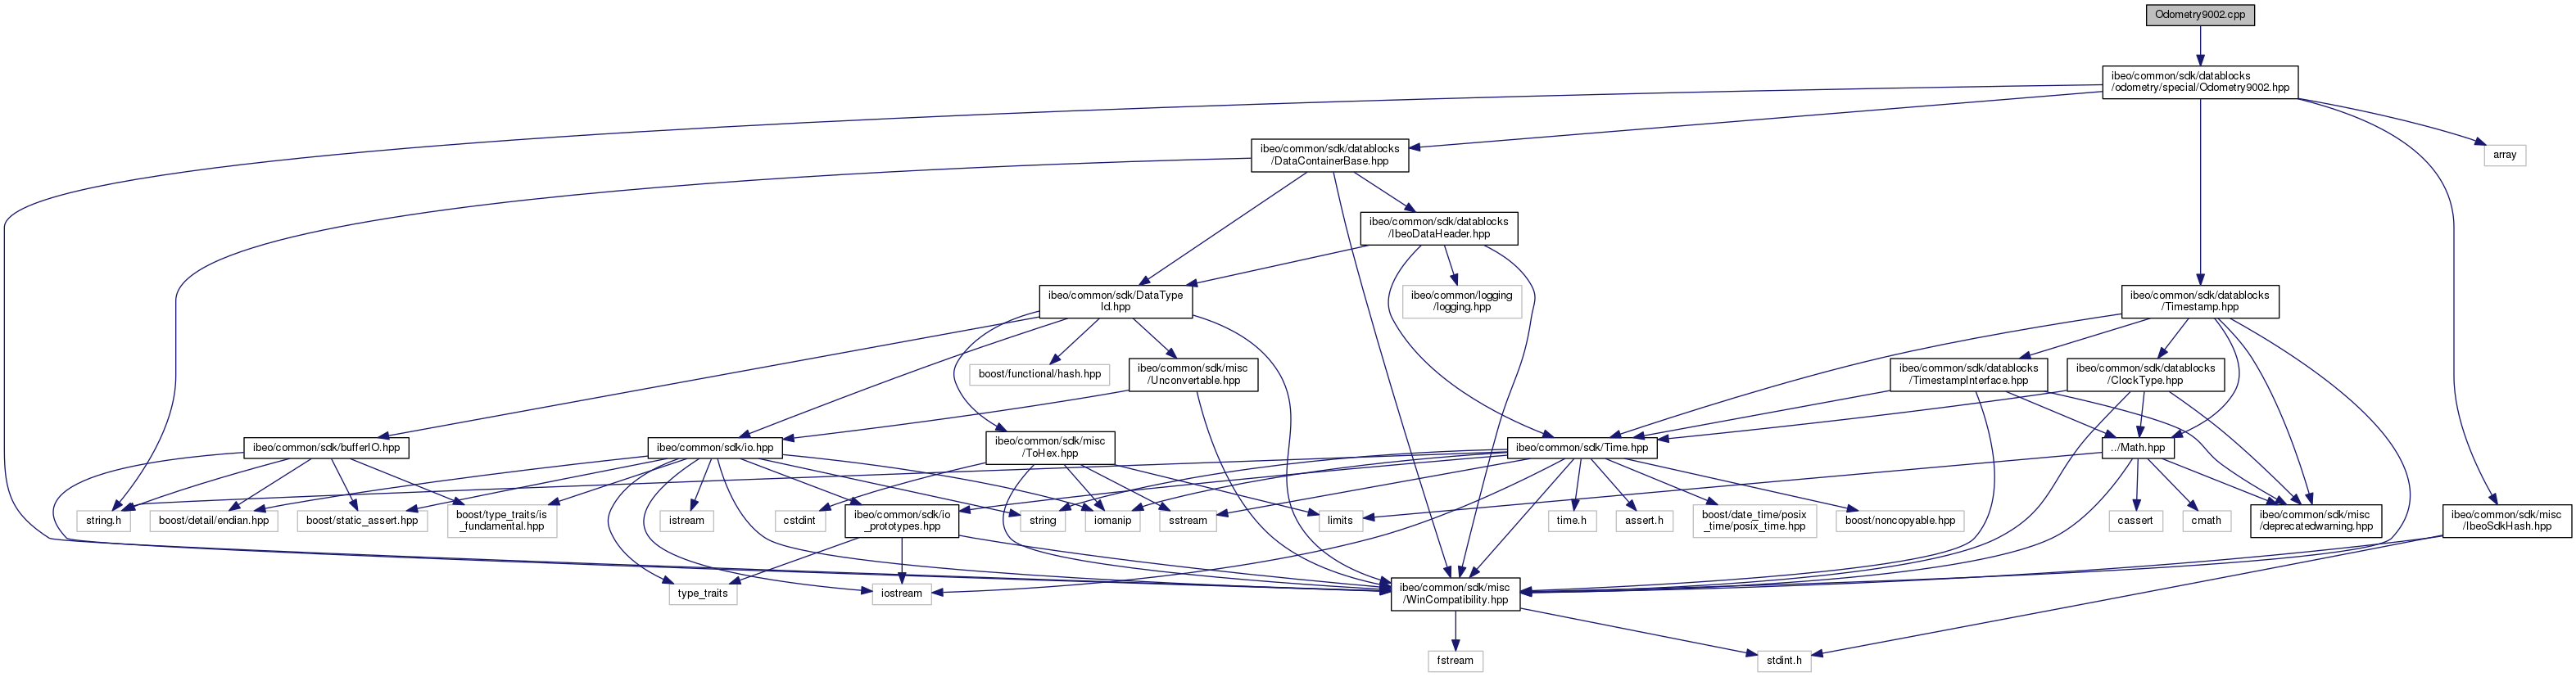 Odometry9002.cpp
ibeo/common/sdk/datablocks
/odometry/special/Odometry9002.hpp
ibeo/common/sdk/datablocks
/DataContainerBase.hpp
array
ibeo/common/sdk/datablocks
/IbeoDataHeader.hpp
ibeo/common/sdk/DataType
Id.hpp
ibeo/common/logging
/logging.hpp
ibeo/common/sdk/datablocks
/Timestamp.hpp
boost/functional/hash.hpp
ibeo/common/sdk/misc
/Unconvertable.hpp
ibeo/common/sdk/datablocks
/TimestampInterface.hpp
ibeo/common/sdk/datablocks
/ClockType.hpp
ibeo/common/sdk/bufferIO.hpp
ibeo/common/sdk/io.hpp
ibeo/common/sdk/misc
/ToHex.hpp
ibeo/common/sdk/Time.hpp
../Math.hpp
string.h
boost/detail/endian.hpp
boost/static_assert.hpp
boost/type_traits/is
_fundamental.hpp
istream
cstdint
ibeo/common/sdk/io
_prototypes.hpp
string
iomanip
sstream
limits
time.h
assert.h
boost/date_time/posix
_time/posix_time.hpp
boost/noncopyable.hpp
cassert
cmath
ibeo/common/sdk/misc
/deprecatedwarning.hpp
ibeo/common/sdk/misc
/IbeoSdkHash.hpp
type_traits
iostream
ibeo/common/sdk/misc
/WinCompatibility.hpp
fstream
stdint.h